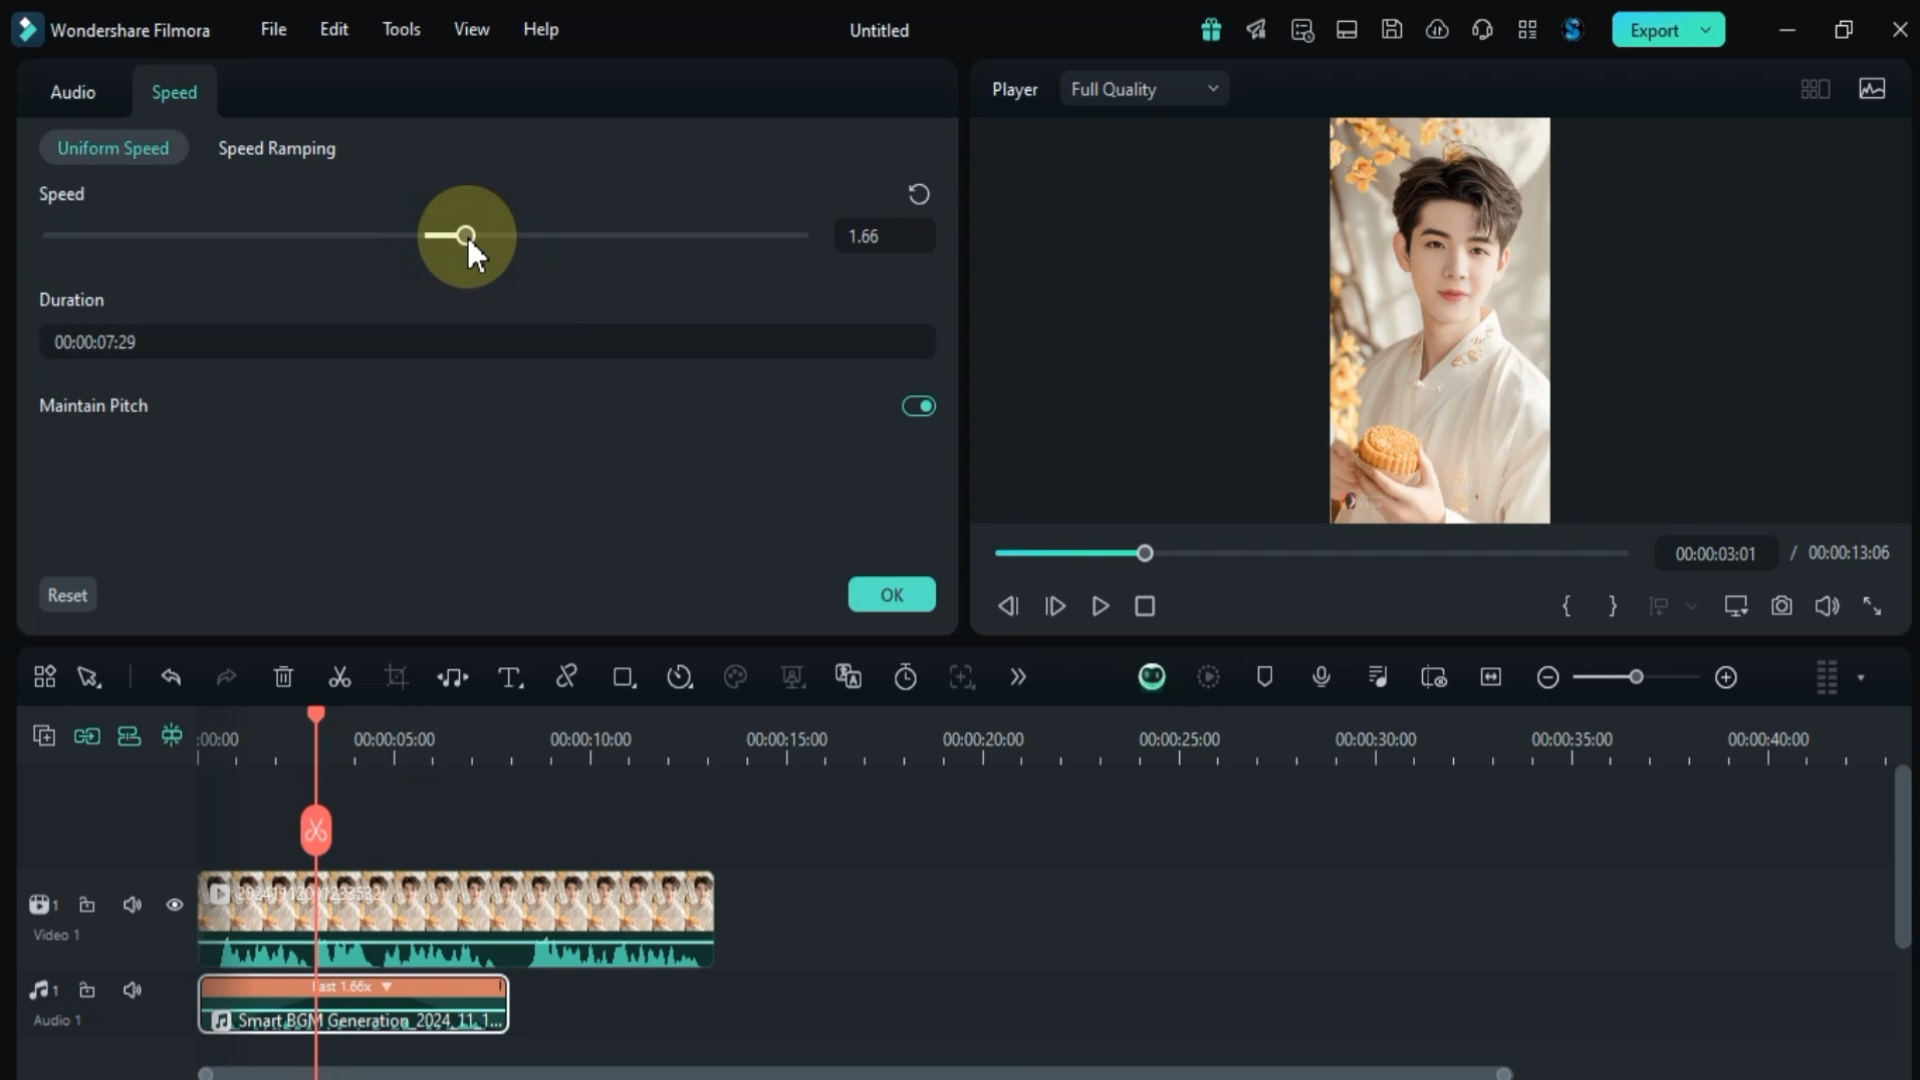 Wondershare Filmora
File
Edit
Tools
View
Help
Untitled
Export
Audio
Speed
Player
Full Quality
Uniform Speed
Speed Ramping
Speed
1.66
Duration
00:00:07:29
Maintain Pitch
Reset
OK
00:00:03:01 / 00:00:13:06
:00:00
00:00:05:00
00:00:10:00
00:00:15:00
00:00:20:00
00:00:25:00
00:00:30:00
00:00:35:00
00:00:40:00
1
Video 1
Fast 1.66x
1
Audio 1
Smart BGM Generation_2024_11_1...